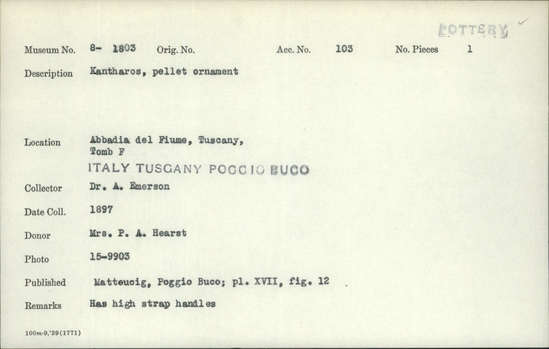 POTTERY ✓
Museum No. 8- 1803 Orig. No. Acc. No. 103 No. Pieces 1
Description Kantharos, pellet ornament
Location Abbadia del Fiume, Tuscany,
Tomb F
ITALY TUSCANY POGGIO BUCO
Collector Dr. A. Emerson
Date Coll. 1897
Donor Mrs. P. A. Hearst
Photo 15-9903
Published Matteucig, Poggio Buco; pl. XVII, fig. 12 .
Remarks Has high strap handles
100m-9,'29(1771)